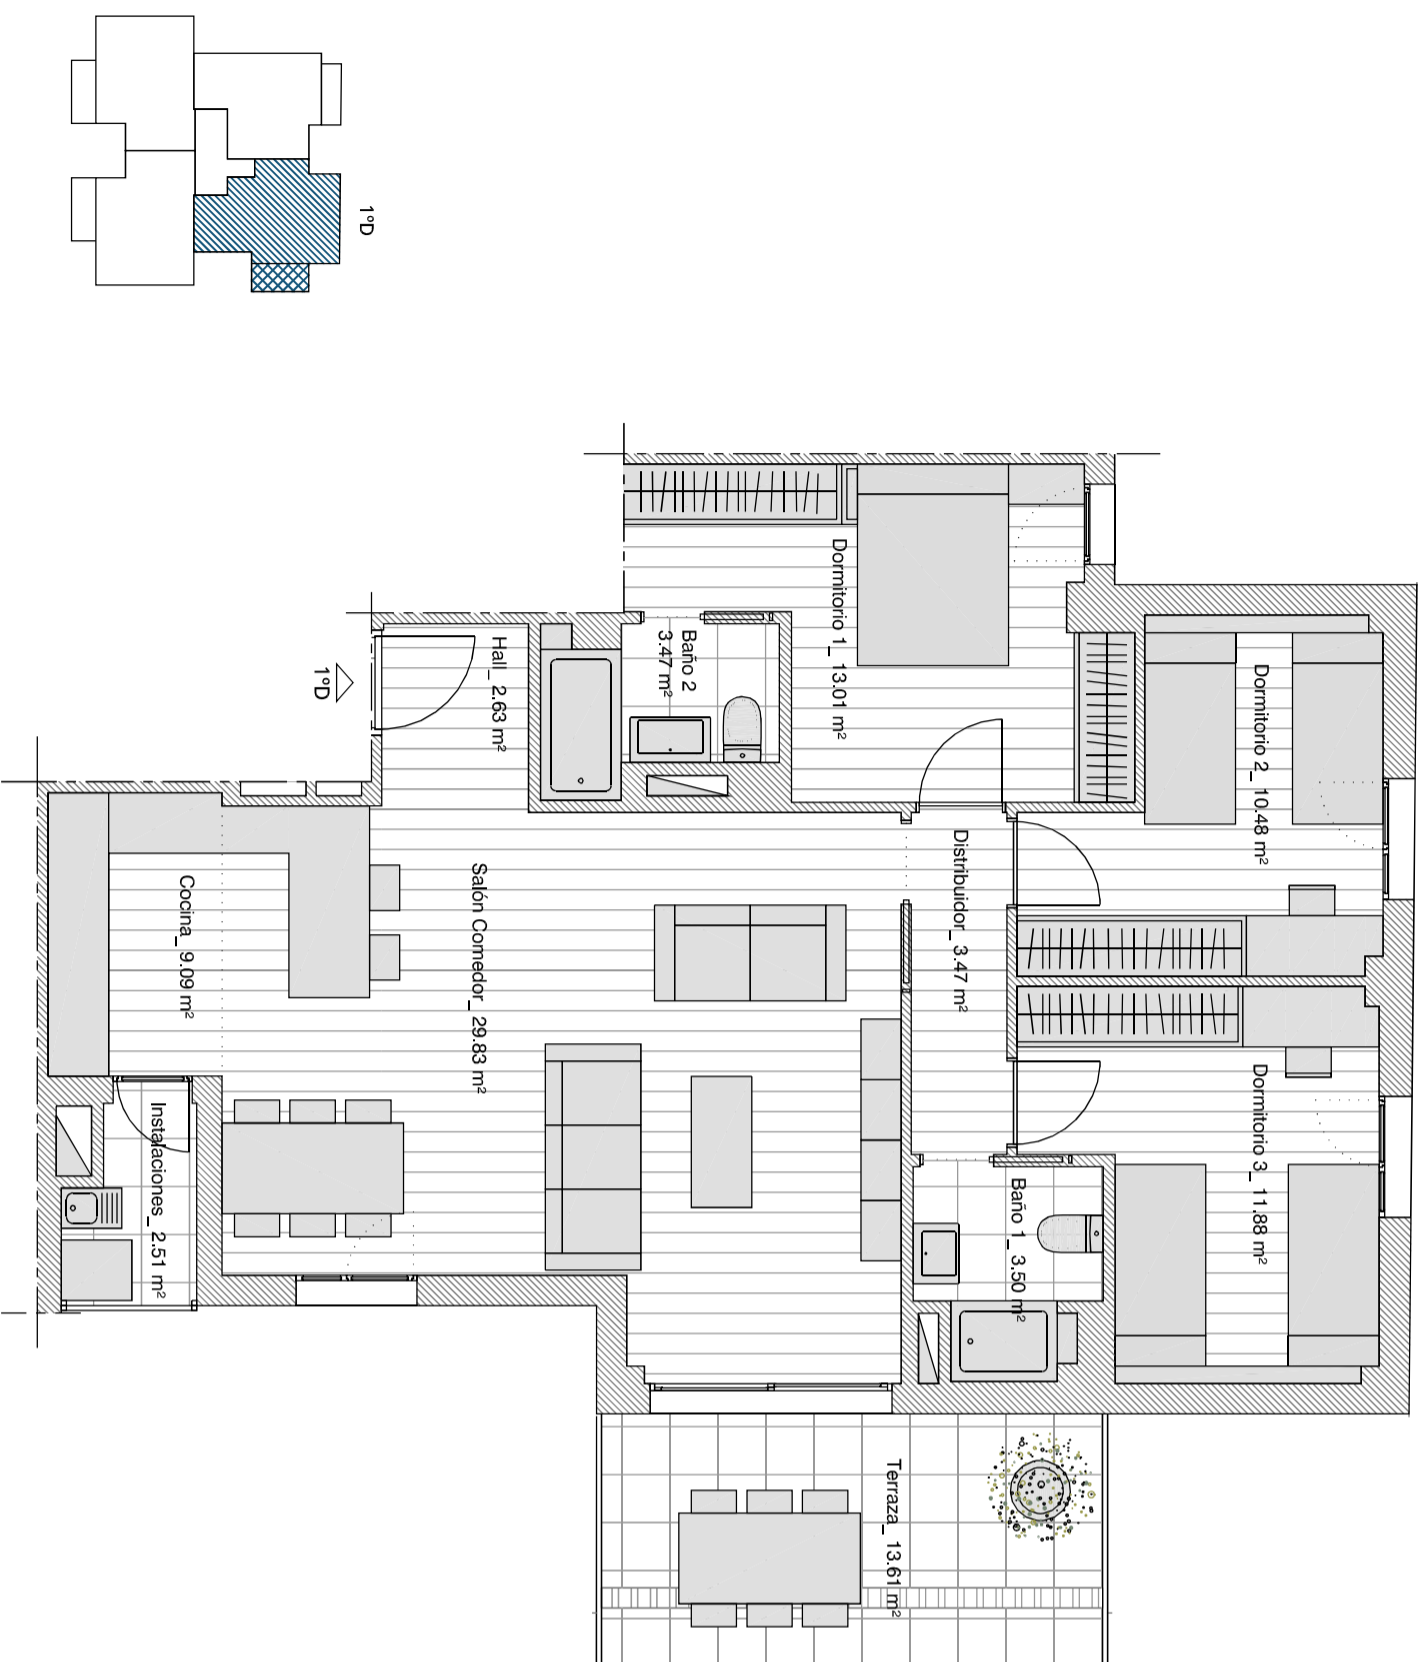 1ºD
Dormitorio 1_ 13.01 m²
Dormitorio 2_ 10.48 m²
Baño 2
3.47 m²
Hall_ 2.63 m²
1ºD
Distribuidor_ 3.47 m²
Salón Comedor_ 29.83 m²
Cocina_ 9.09 m²
Dormitorio 3_ 11.88 m²
Instalaciones_ 2.51 m²
Baño 1_ 3.50 m²
Terraza_ 13.61 m²